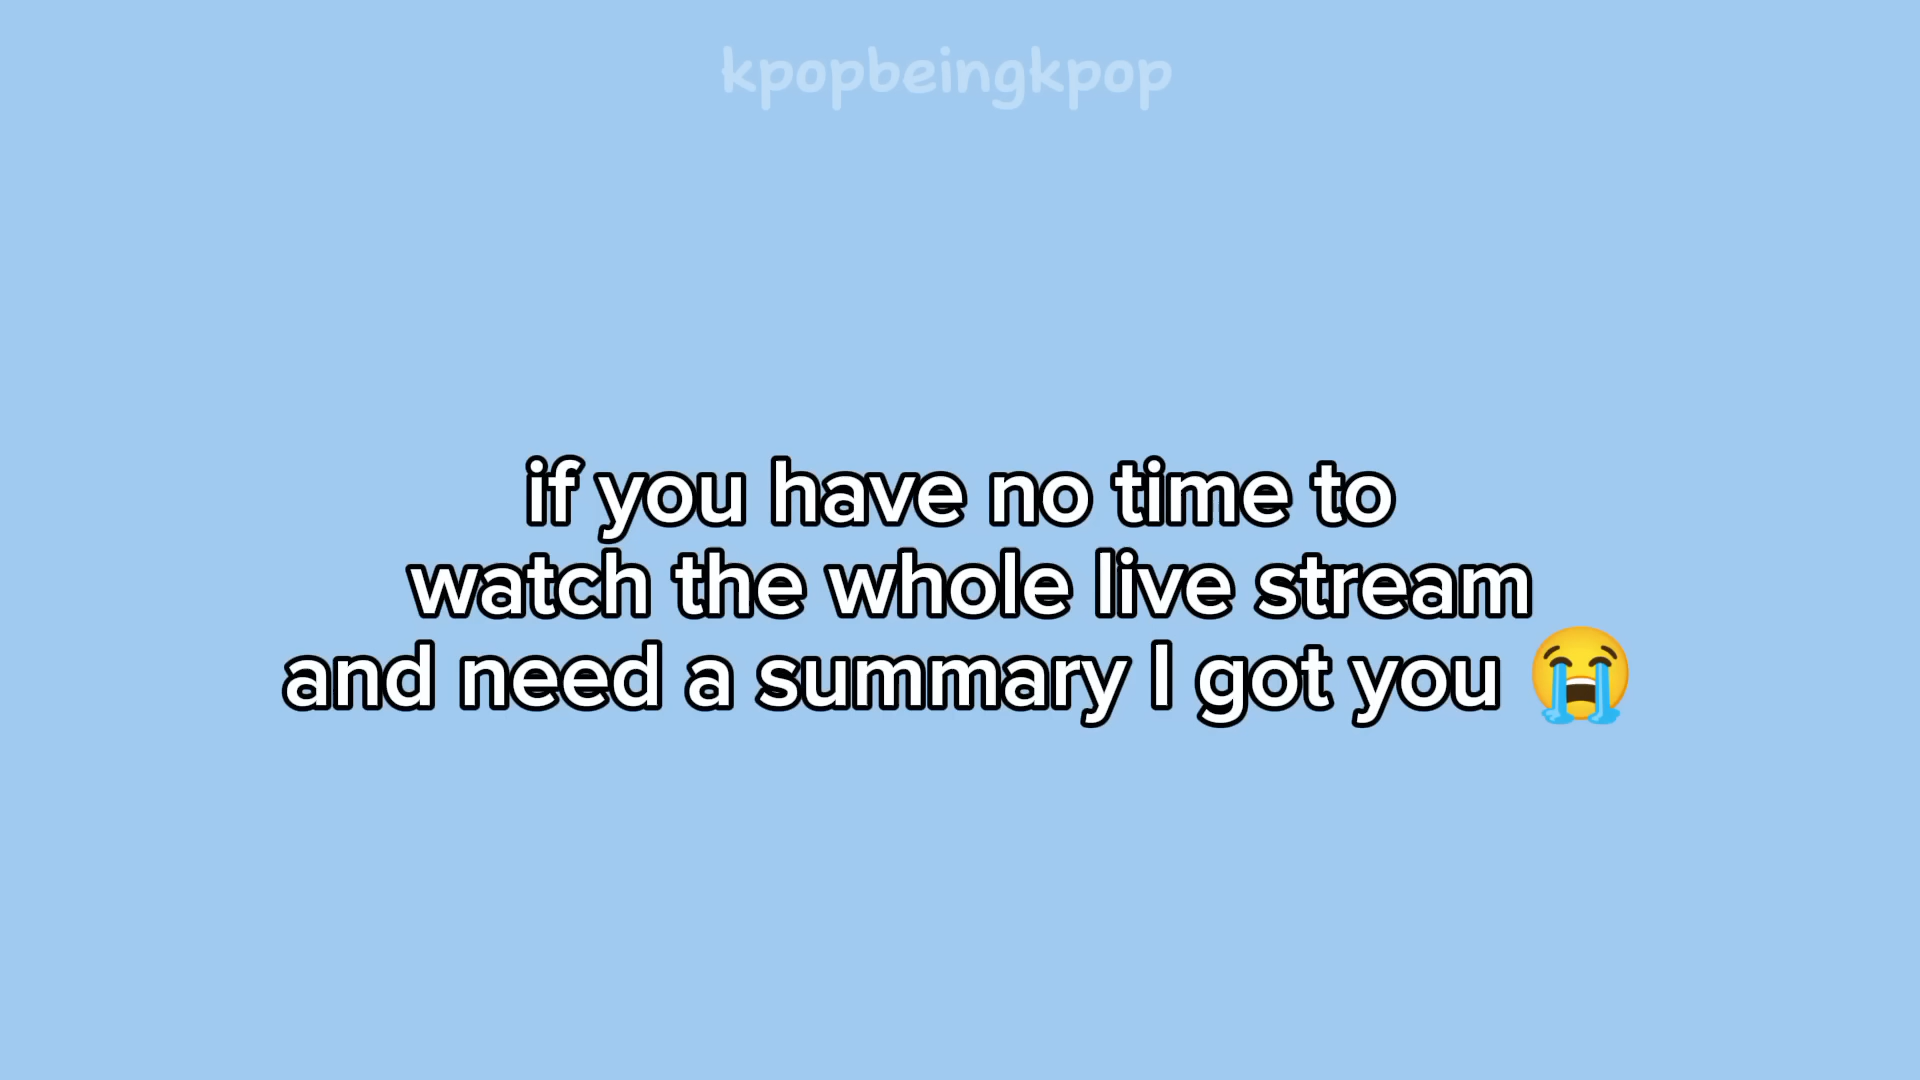 kpopbeingkpop
if you have no time to
watch the whole live stream
and need a summary I got you 😭